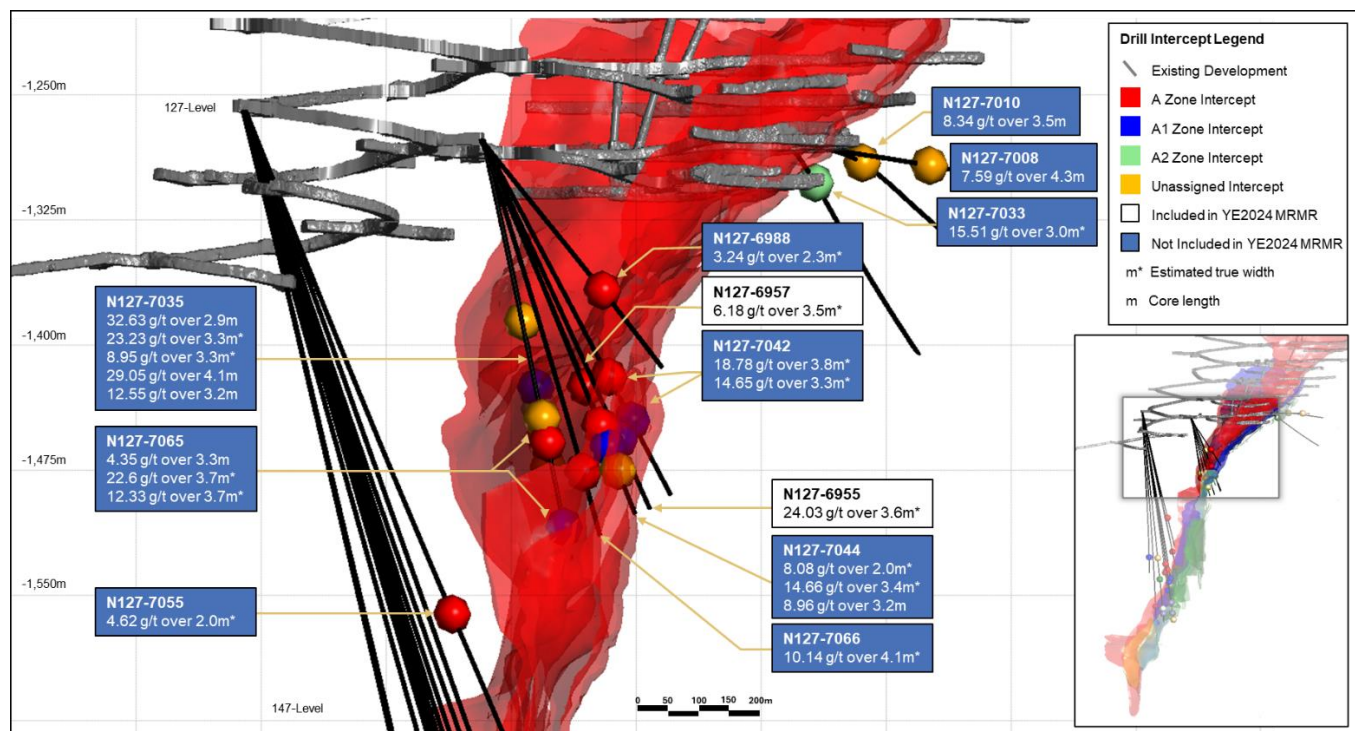 -1,250m
127-Level
-1,325m
-1,400m
-1,475m
-1,550m
147-Level
N127-7035
32.63 g/t over 2.9m
23.23 g/t over 3.3m*
8.95 g/t over 3.3m*
29.05 g/t over 4.1m
12.55 g/t over 3.2m
N127-7065
4.35 g/t over 3.3m
22.6 g/t over 3.7m*
12.33 g/t over 3.7m*
N127-7055
4.62 g/t over 2.0m*
N127-7010
8.34 g/t over 3.5m
N127-7008
7.59 g/t over 4.3m
N127-7033
15.51 g/t over 3.0m*
N127-6988
3.24 g/t over 2.3m*
N127-6957
6.18 g/t over 3.5m*
N127-7042
18.78 g/t over 3.8m*
14.65 g/t over 3.3m*
N127-6955
24.03 g/t over 3.6m*
N127-7044
8.08 g/t over 2.0m*
14.66 g/t over 3.4m*
8.96 g/t over 3.2m
N127-7066
10.14 g/t over 4.1m*
0 50 100 150 200m
Drill Intercept Legend
Existing Development
A Zone Intercept
A1 Zone Intercept
A2 Zone Intercept
Unassigned Intercept
Included in YE2024 MRMR
Not Included in YE2024 MRMR
m* Estimated true width
m Core length